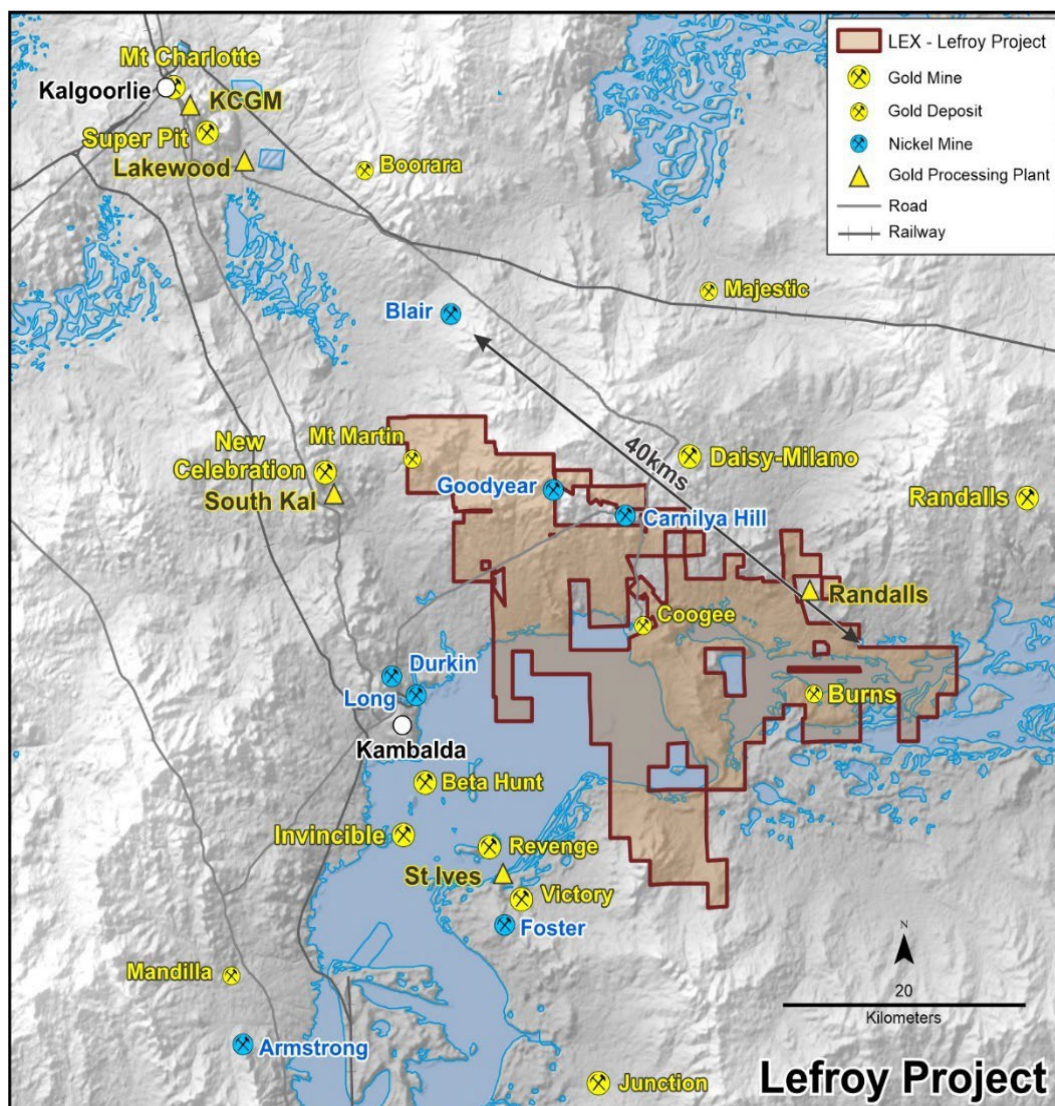 LEX - Lefroy Project
Gold Mine
Gold Deposit
Nickel Mine
Gold Processing Plant
Road
Railway
Mt Charlotte
Kalgoorlie
KCGM
Super Pit
Lakewood
Boorara
Majestic
Blair
40kms
New
Celebration
Mt Martin
South Kal
Goodyear
Carnilya Hill
Daisy-Milano
Randalls
Randalls
Coogee
Burns
Durkin
Long
Kambalda
Beta Hunt
Invincible
Revenge
St Ives
Victory
Foster
Mandilla
Armstrong
Junction
N
20
Kilometers
Lefroy Project